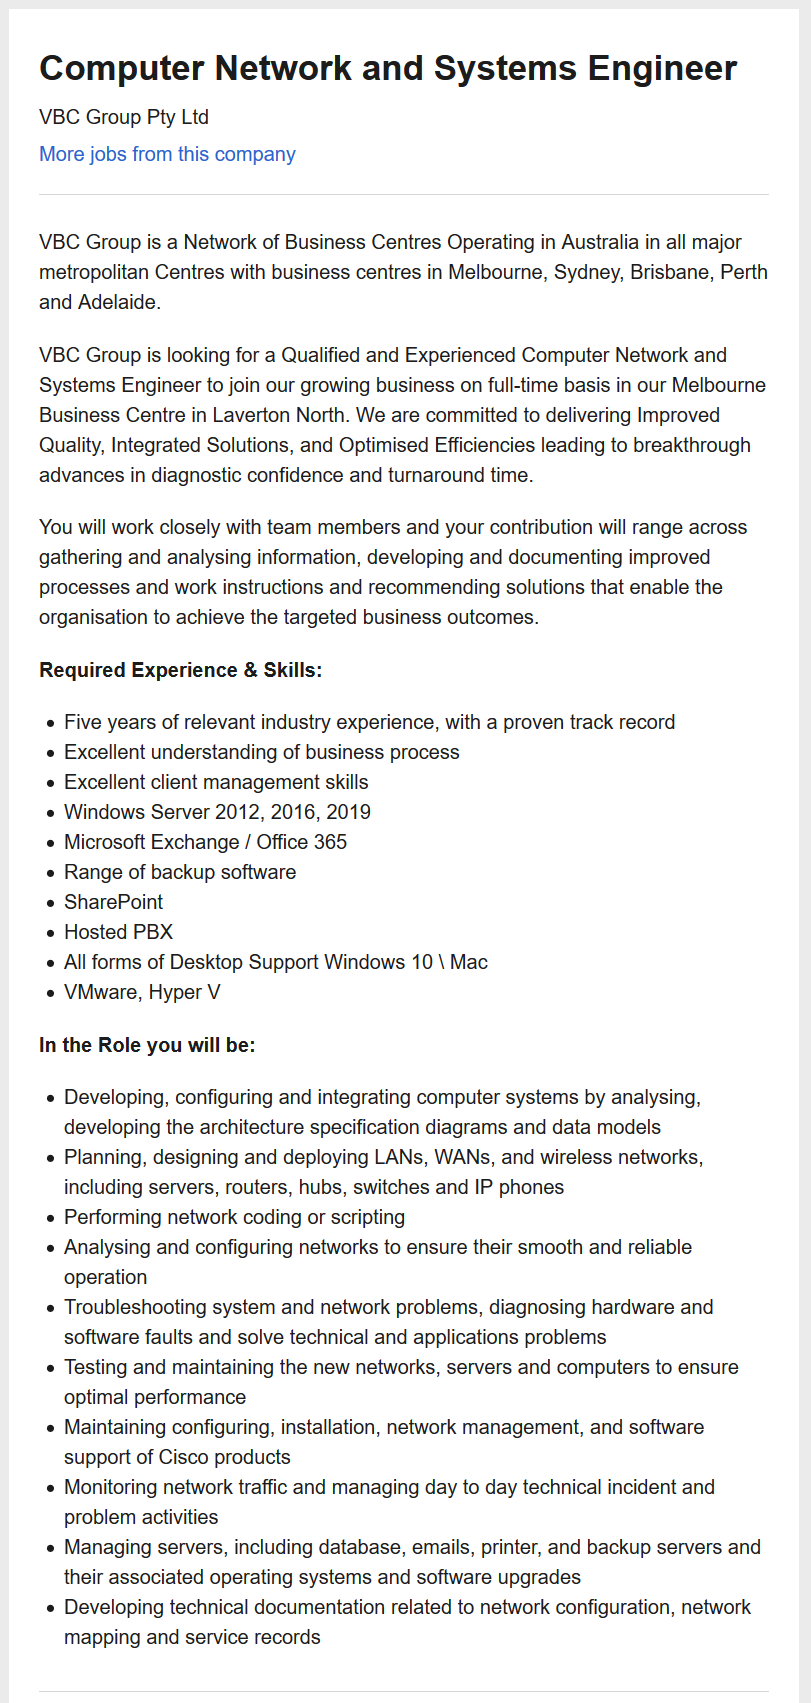 Computer Network and Systems Engineer
VBC Group Pty Ltd
More jobs from this company
VBC Group is a Network of Business Centres Operating in Australia in all major
metropolitan Centres with business centres in Melbourne, Sydney, Brisbane, Perth
and Adelaide.
VBC Group is looking for a Qualified and Experienced Computer Network and
Systems Engineer to join our growing business on full-time basis in our Melbourne
Business Centre in Laverton North. We are committed to delivering Improved
Quality, Integrated Solutions, and Optimised Efficiencies leading to breakthrough
advances in diagnostic confidence and turnaround time.
You will work closely with team members and your contribution will range across
gathering and analysing information, developing and documenting improved
processes and work instructions and recommending solutions that enable the
organisation to achieve the targeted business outcomes.
Required Experience & Skills:
• Five years of relevant industry experience, with a proven track record
• Excellent understanding of business process
• Excellent client management skills
• Windows Server 2012, 2016, 2019
• Microsoft Exchange / Office 365
• Range of backup software
• SharePoint
• Hosted PBX
• All forms of Desktop Support Windows 10 \ Mac
• VMware, Hyper V
In the Role you will be:
• Developing, configuring and integrating computer systems by analysing,
developing the architecture specification diagrams and data models
• Planning, designing and deploying LANs, WANs, and wireless networks,
including servers, routers, hubs, switches and IP phones
• Performing network coding or scripting
• Analysing and configuring networks to ensure their smooth and reliable
operation
• Troubleshooting system and network problems, diagnosing hardware and
software faults and solve technical and applications problems
• Testing and maintaining the new networks, servers and computers to ensure
optimal performance
• Maintaining configuring, installation, network management, and software
support of Cisco products
• Monitoring network traffic and managing day to day technical incident and
problem activities
• Managing servers, including database, emails, printer, and backup servers and
their associated operating systems and software upgrades
• Developing technical documentation related to network configuration, network
mapping and service records